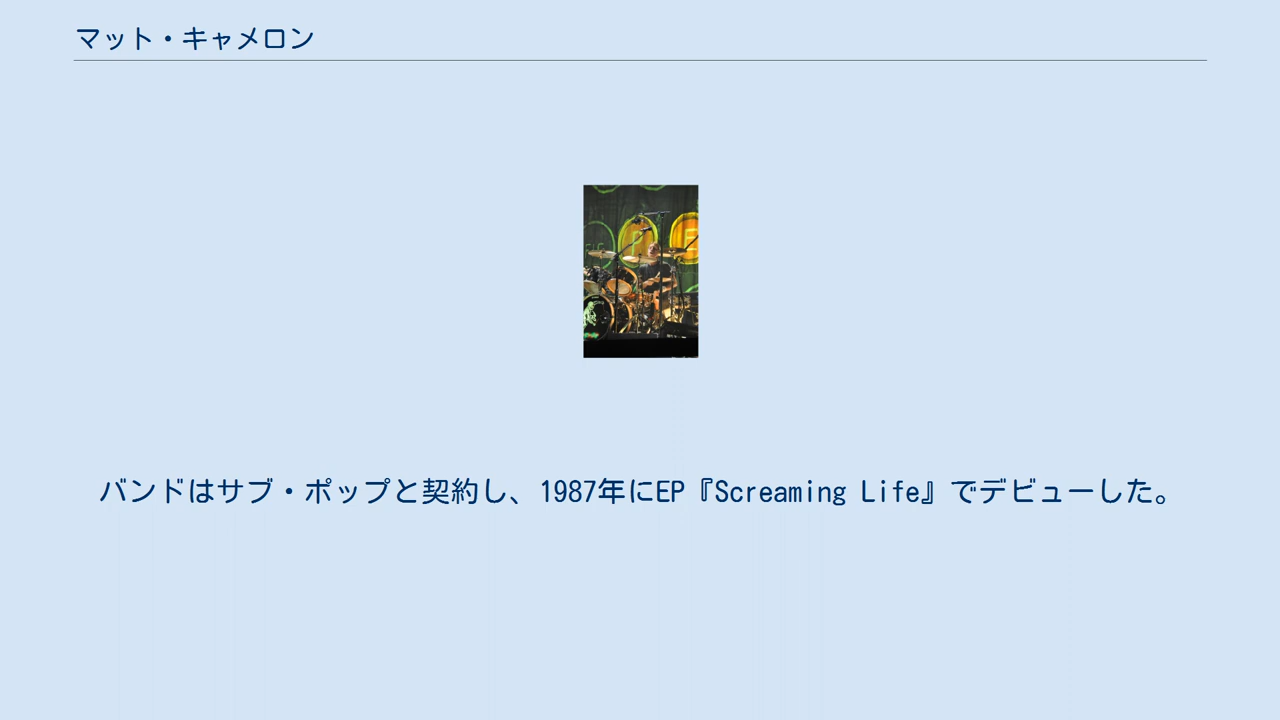 マット・キャメロン
バンドはサブ・ポップと契約し、1987年にEP『Screaming Life』でデビューした。